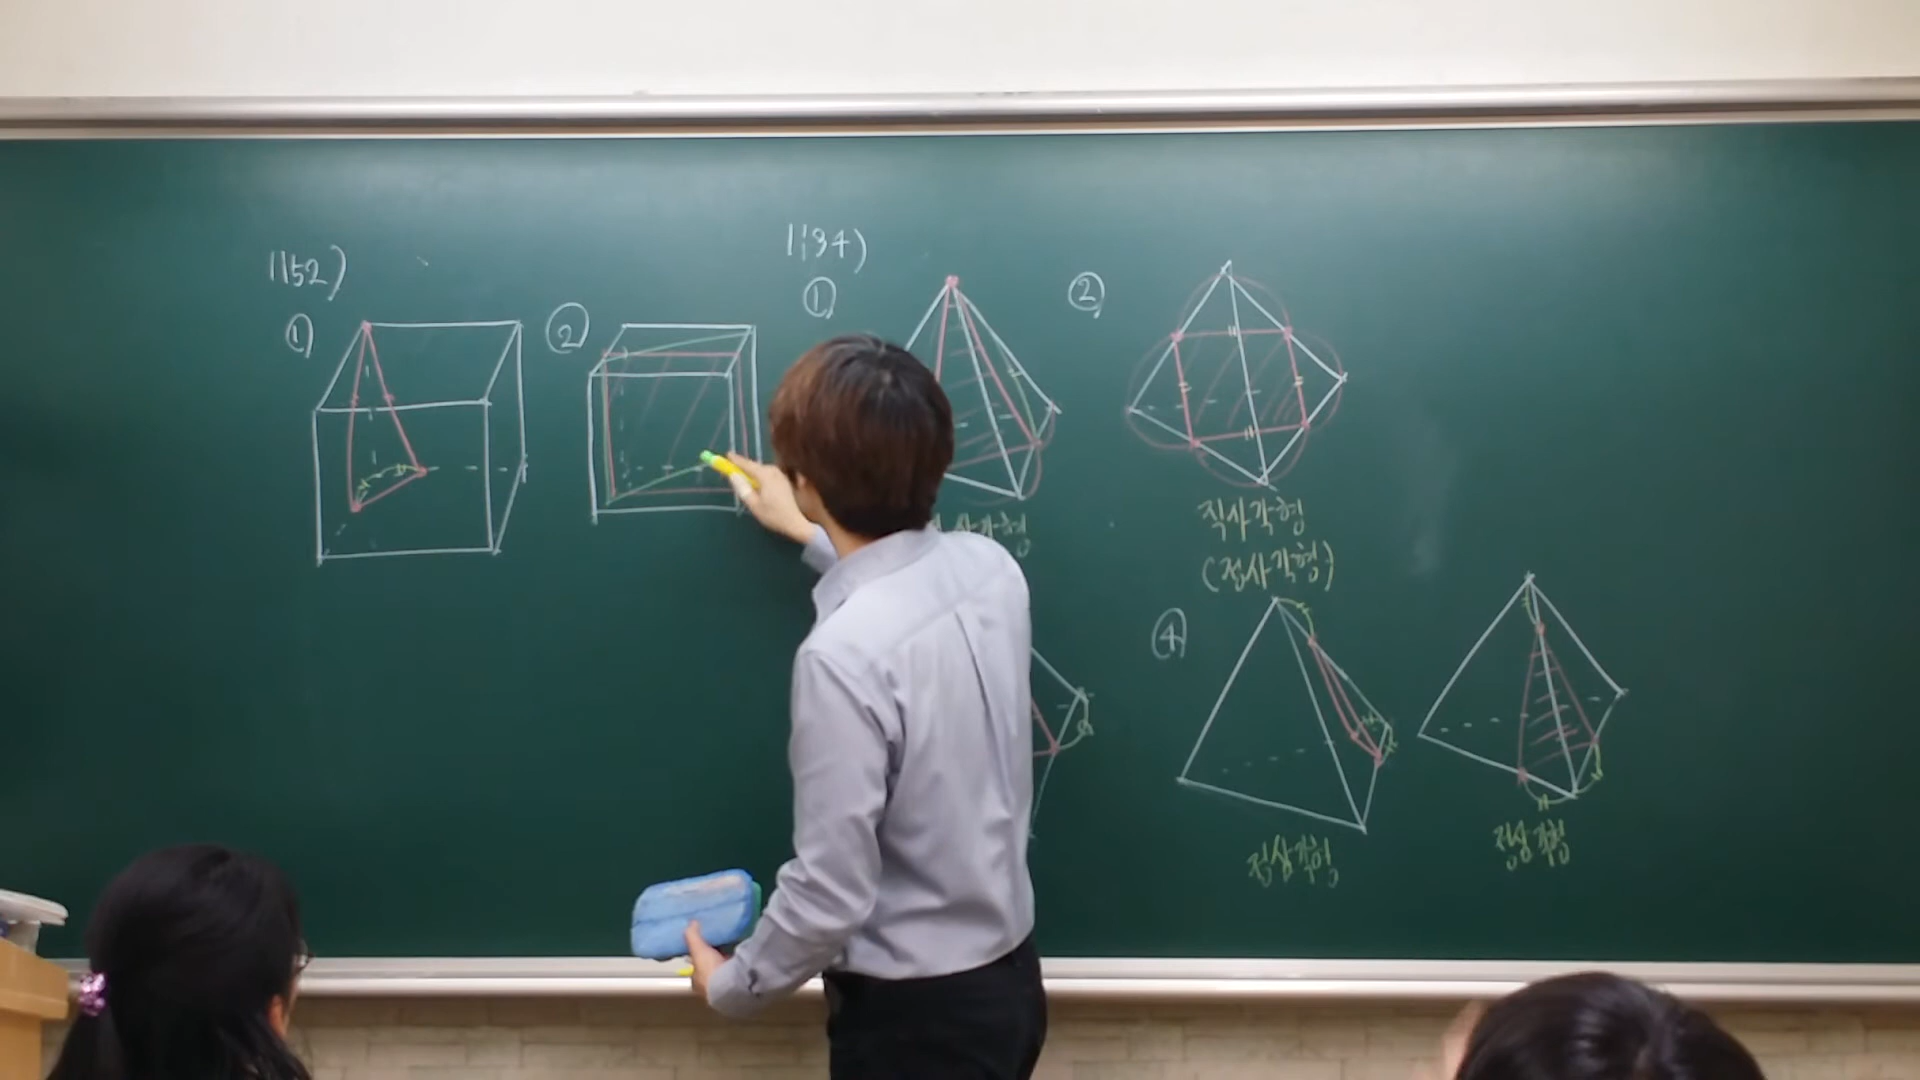 1152)
①
②
1134)
①
②
직사각형
(정사각형)
④
정삼각형
정삼각형